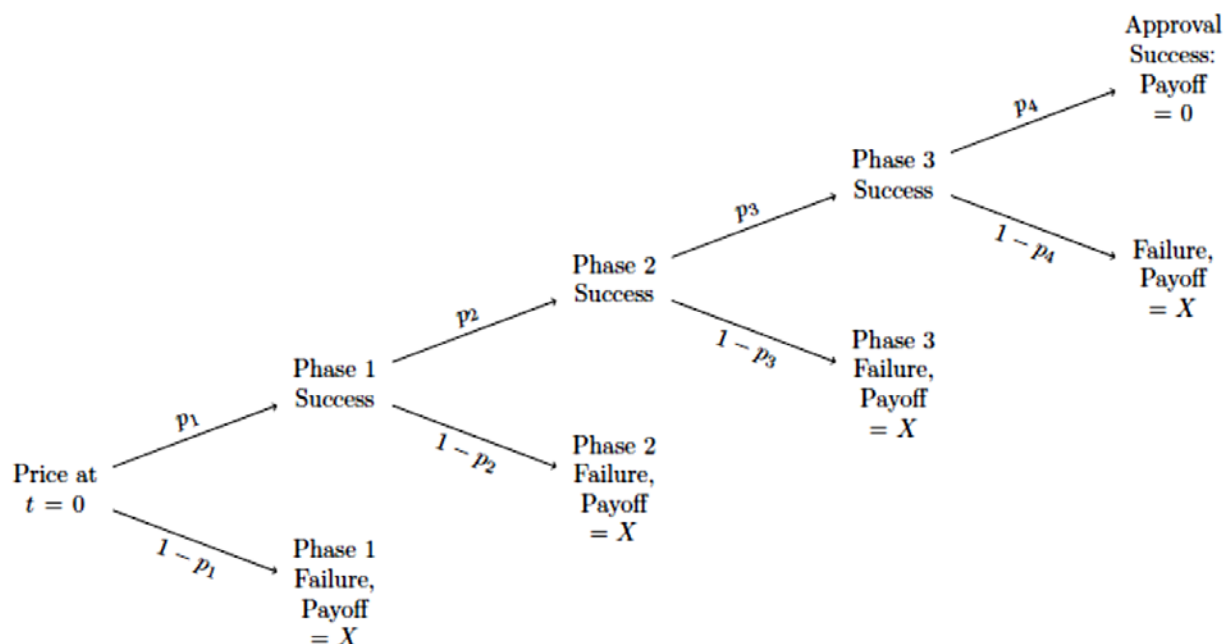 Approval
Success:
Payoff
= 0
p4
Phase 3
Success
1 − p4
Failure,
Payoff
= X
p3
Phase 2
Success
1 − p3
Phase 3
Failure,
Payoff
= X
p2
Phase 1
Success
1 − p2
Phase 2
Failure,
Payoff
= X
p1
Price at
t = 0
1 − p1
Phase 1
Failure,
Payoff
= X